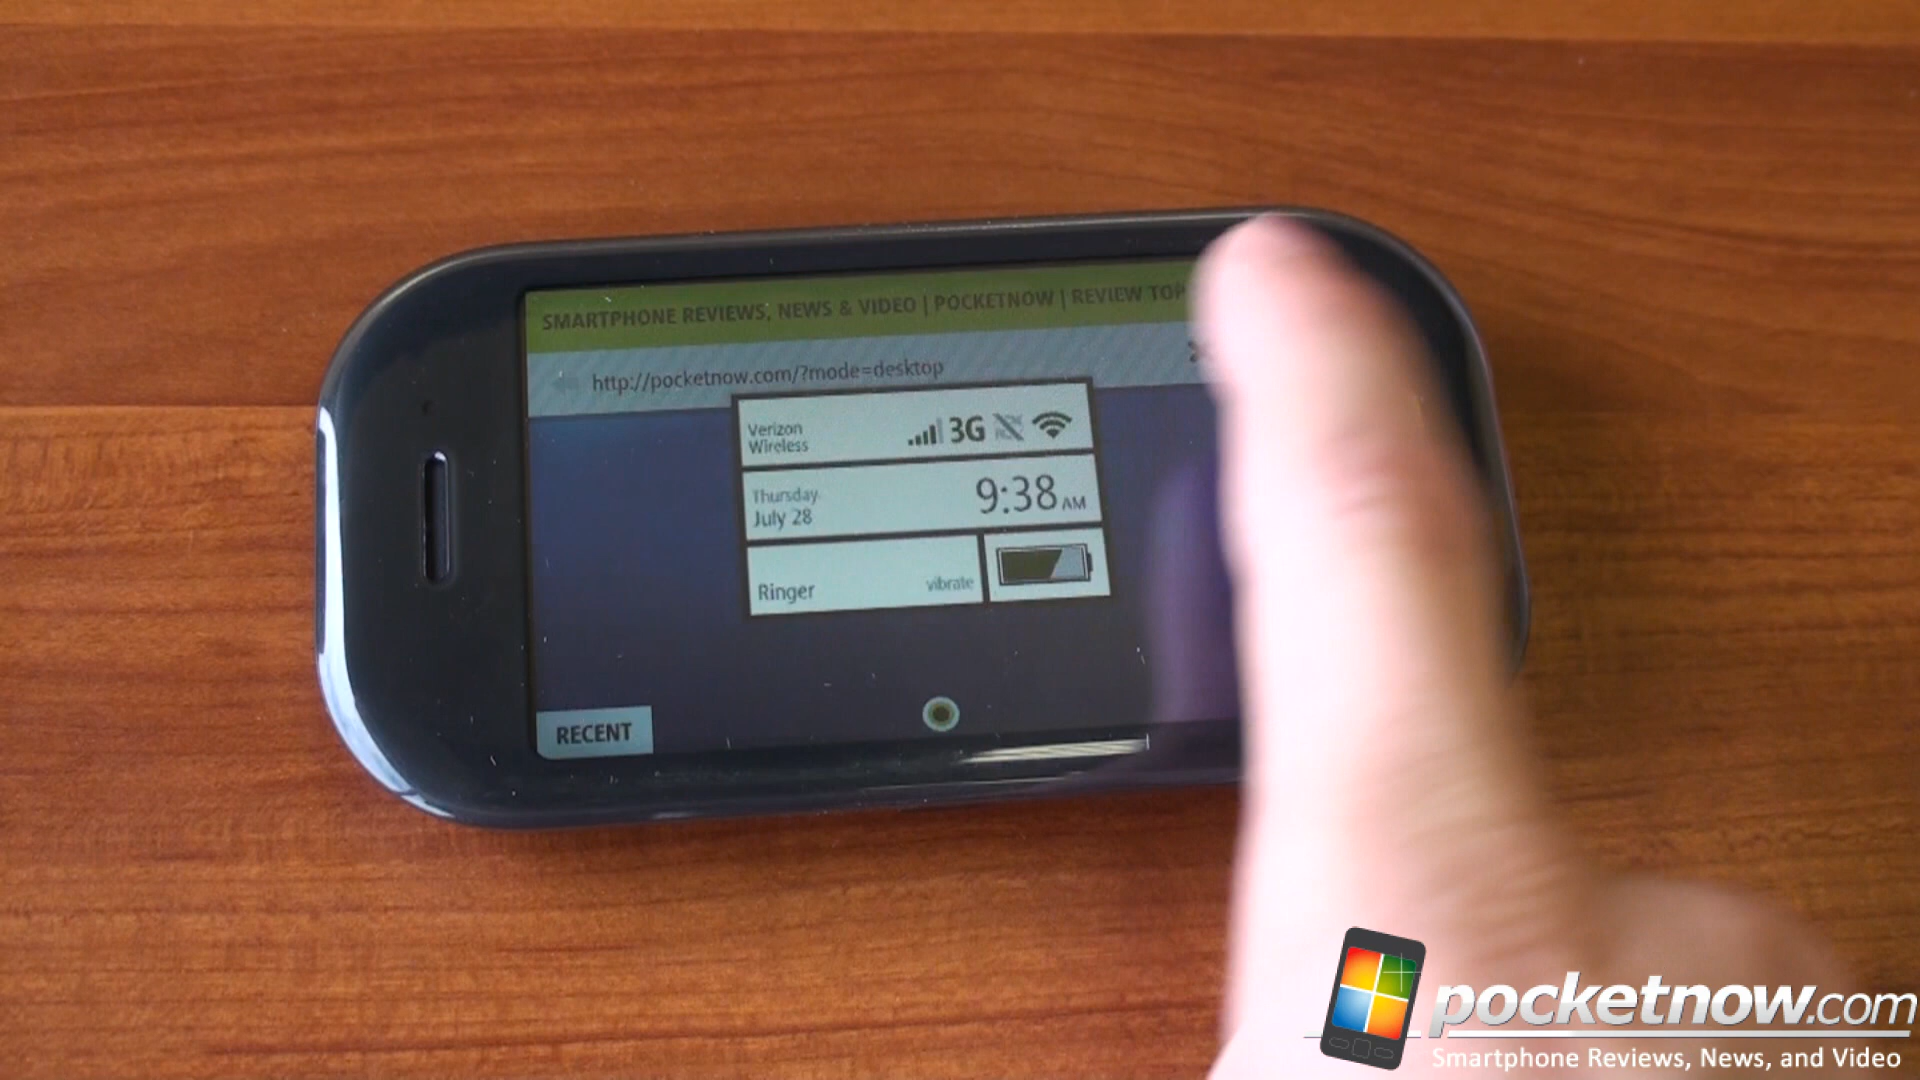 SMARTPHONE REVIEWS, NEWS & VIDEO | POCKETNOW | REVIEW TOP
http://pocketnow.com/?mode=desktop
Verizon
Wireless
3G
Thursday
July 28
9:38 AM
Ringer
vibrate
RECENT
pocketnow.com
Smartphone Reviews, News, and Video